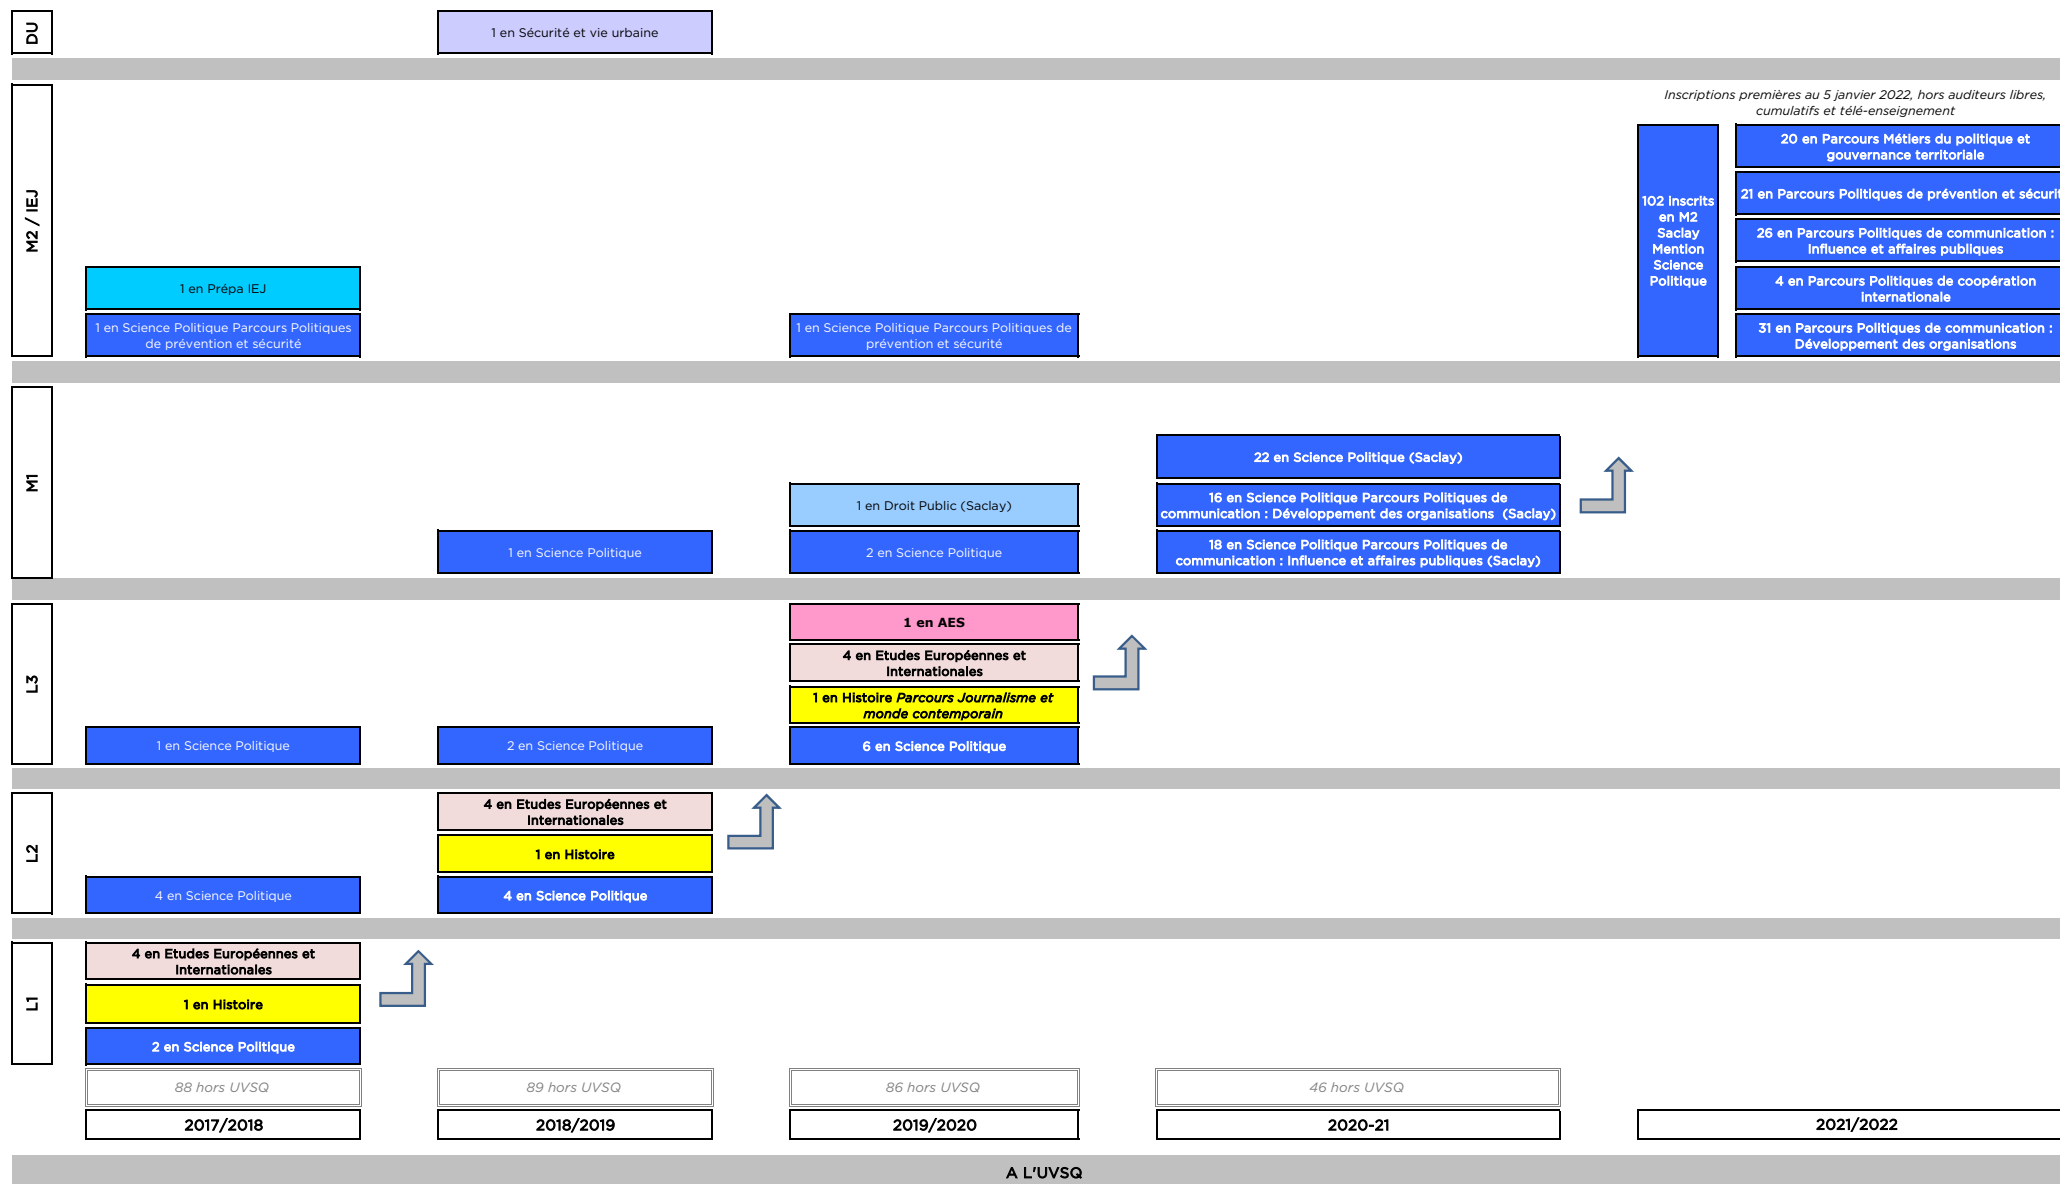 DU
1 en Sécurité et vie urbaine
M2 / IEJ
Inscriptions premières au 5 janvier 2022, hors auditeurs libres,
cumulatifs et télé-enseignement
102 inscrits
en M2
Saclay
Mention
Science
Politique
20 en Parcours Métiers du politique et
gouvernance territoriale
21 en Parcours Politiques de prévention et
26 en Parcours Politiques de communication :
Influence et affaires publiques
4 en Parcours Politiques de coopération
internationale
31 en Parcours Politiques de communication :
Développement des organisations
1 en Prépa IEJ
1 en Science Politique Parcours Politiques
de prévention et sécurité
1 en Science Politique Parcours Politiques de
prévention et sécurité
M1
22 en Science Politique (Saclay)
1 en Droit Public (Saclay)
16 en Science Politique Parcours Politiques de
communication : Développement des organisations (Saclay)
1 en Science Politique
2 en Science Politique
18 en Science Politique Parcours Politiques de
communication : Influence et affaires publiques (Saclay)
L3
1 en AES
4 en Etudes Européennes et
Internationales
1 en Histoire Parcours Journalisme et
monde contemporain
1 en Science Politique
2 en Science Politique
6 en Science Politique
L2
4 en Etudes Européennes et
Internationales
1 en Histoire
4 en Science Politique
4 en Science Politique
L1
4 en Etudes Européennes et
Internationales
1 en Histoire
2 en Science Politique
88 hors UVSQ
89 hors UVSQ
86 hors UVSQ
46 hors UVSQ
2017/2018
2018/2019
2019/2020
2020-21
2021/2022
A L'UVSQ